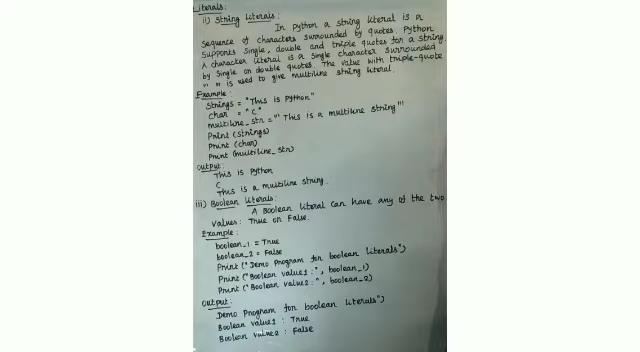 Literals:
ii) String literals:
In python a string literal is a
sequence of characters surrounded by quotes. Python
supports single, double and triple quotes for a string
A character literal is a single character surrounded
by single or double quotes. The value with triple-quote
"' "' is used to give multiline string literal.
Example:
Strings = "This is Python"
char = "C"
multiline_str = "' This is a multiline string"'
Print (strings)
Print (char)
Print (multiline_str)
Output:
This is Python
C
This is a multiline string.
iii) Boolean literals:
A Boolean literal can have any of the two
values: True or False.
Example:
boolean_1 = True
boolean_2 = False
Print ("Demo Program for boolean literals")
Print ("Boolean value1:", boolean_1)
Print ("Boolean value2:", boolean_2)
Output:
Demo Program for boolean literals")
Boolean value1 : True
Boolean value2 : False